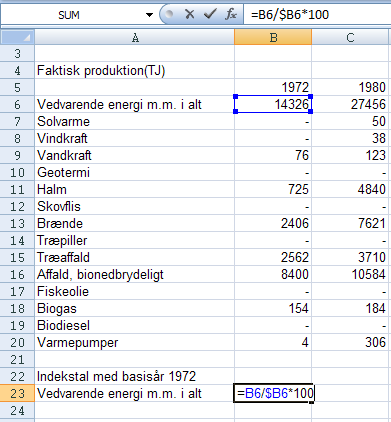 SUM fx =B6/$B6*100
A B C
3
4 Faktisk produktion(TJ)
5 1972 1980
6 Vedvarende energi m.m. i alt 14326 27456
7 Solvarme - 50
8 Vindkraft - 38
9 Vandkraft 76 123
10 Geotermi - -
11 Halm 725 4840
12 Skovflis - -
13 Brænde 2406 7621
14 Træpiller - -
15 Træaffald 2562 3710
16 Affald, bionedbrydeligt 8400 10584
17 Fiskeolie - -
18 Biogas 154 184
19 Biodiesel - -
20 Varmepumper 4 306
21
22 Indekstal med basisår 1972
23 Vedvarende energi m.m. i alt =B6/$B6*100
24